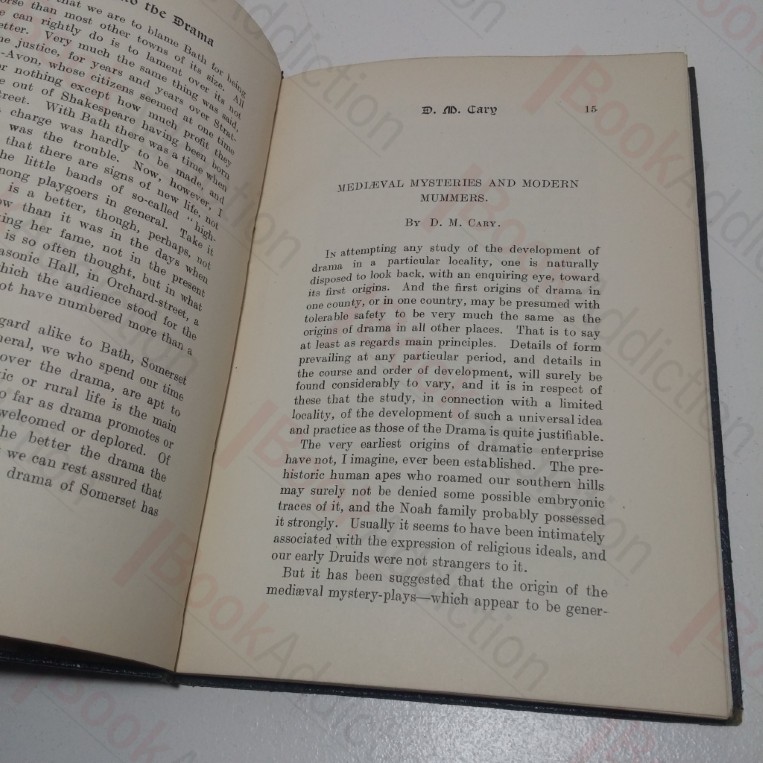 to the Drama
that we are to blame Bath for being
than most other towns of its size. All
can rightly do is to lament over its not
better. Very much the same thing was said,
justice, for years and years over Strat-
-Avon, whose citizens seemed at one time
nothing except how much profit they
out of Shakespeare having been born
street. With Bath there was a time when
charge was hardly to be made, and
was the trouble. Now, however, I
that there are signs of new life, not
the little bands of so-called "high-
among playgoers in general. Take it
is a better, though, perhaps, not
than it was in the days when
her fame, not in the present
is so often thought, but in what
Masonic Hall, in Orchard-street, a
which the audience stood for the
not have numbered more than a
regard alike to Bath, Somerset
we who spend our time
over the drama, are apt to
or rural life is the main
so far as drama promotes or
welcomed or deplored. Of
the better the drama the
we can rest assured that
drama of Somerset has
D. M. Cary 15
MEDIÆVAL MYSTERIES AND MODERN
MUMMERS.
By D. M. Cary.
In attempting any study of the development of
drama in a particular locality, one is naturally
disposed to look back, with an enquiring eye, toward
its first origins. And the first origins of drama in
one county, or in one country, may be presumed with
tolerable safety to be very much the same as the
origins of drama in all other places. That is to say
at least as regards main principles. Details of form
prevailing at any particular period, and details in
the course and order of development, will surely be
found considerably to vary, and it is in respect of
these that the study, in connection with a limited
locality, of the development of such a universal idea
and practice as those of the Drama is quite justifiable.
The very earliest origins of dramatic enterprise
have not, I imagine, ever been established. The pre-
historic human apes who roamed our southern hills
may surely not be denied some possible embryonic
traces of it, and the Noah family probably possessed
it strongly. Usually it seems to have been intimately
associated with the expression of religious ideals, and
our early Druids were not strangers to it.
But it has been suggested that the origin of the
mediæval mystery-plays—which appear to be gener-
BookAddiction